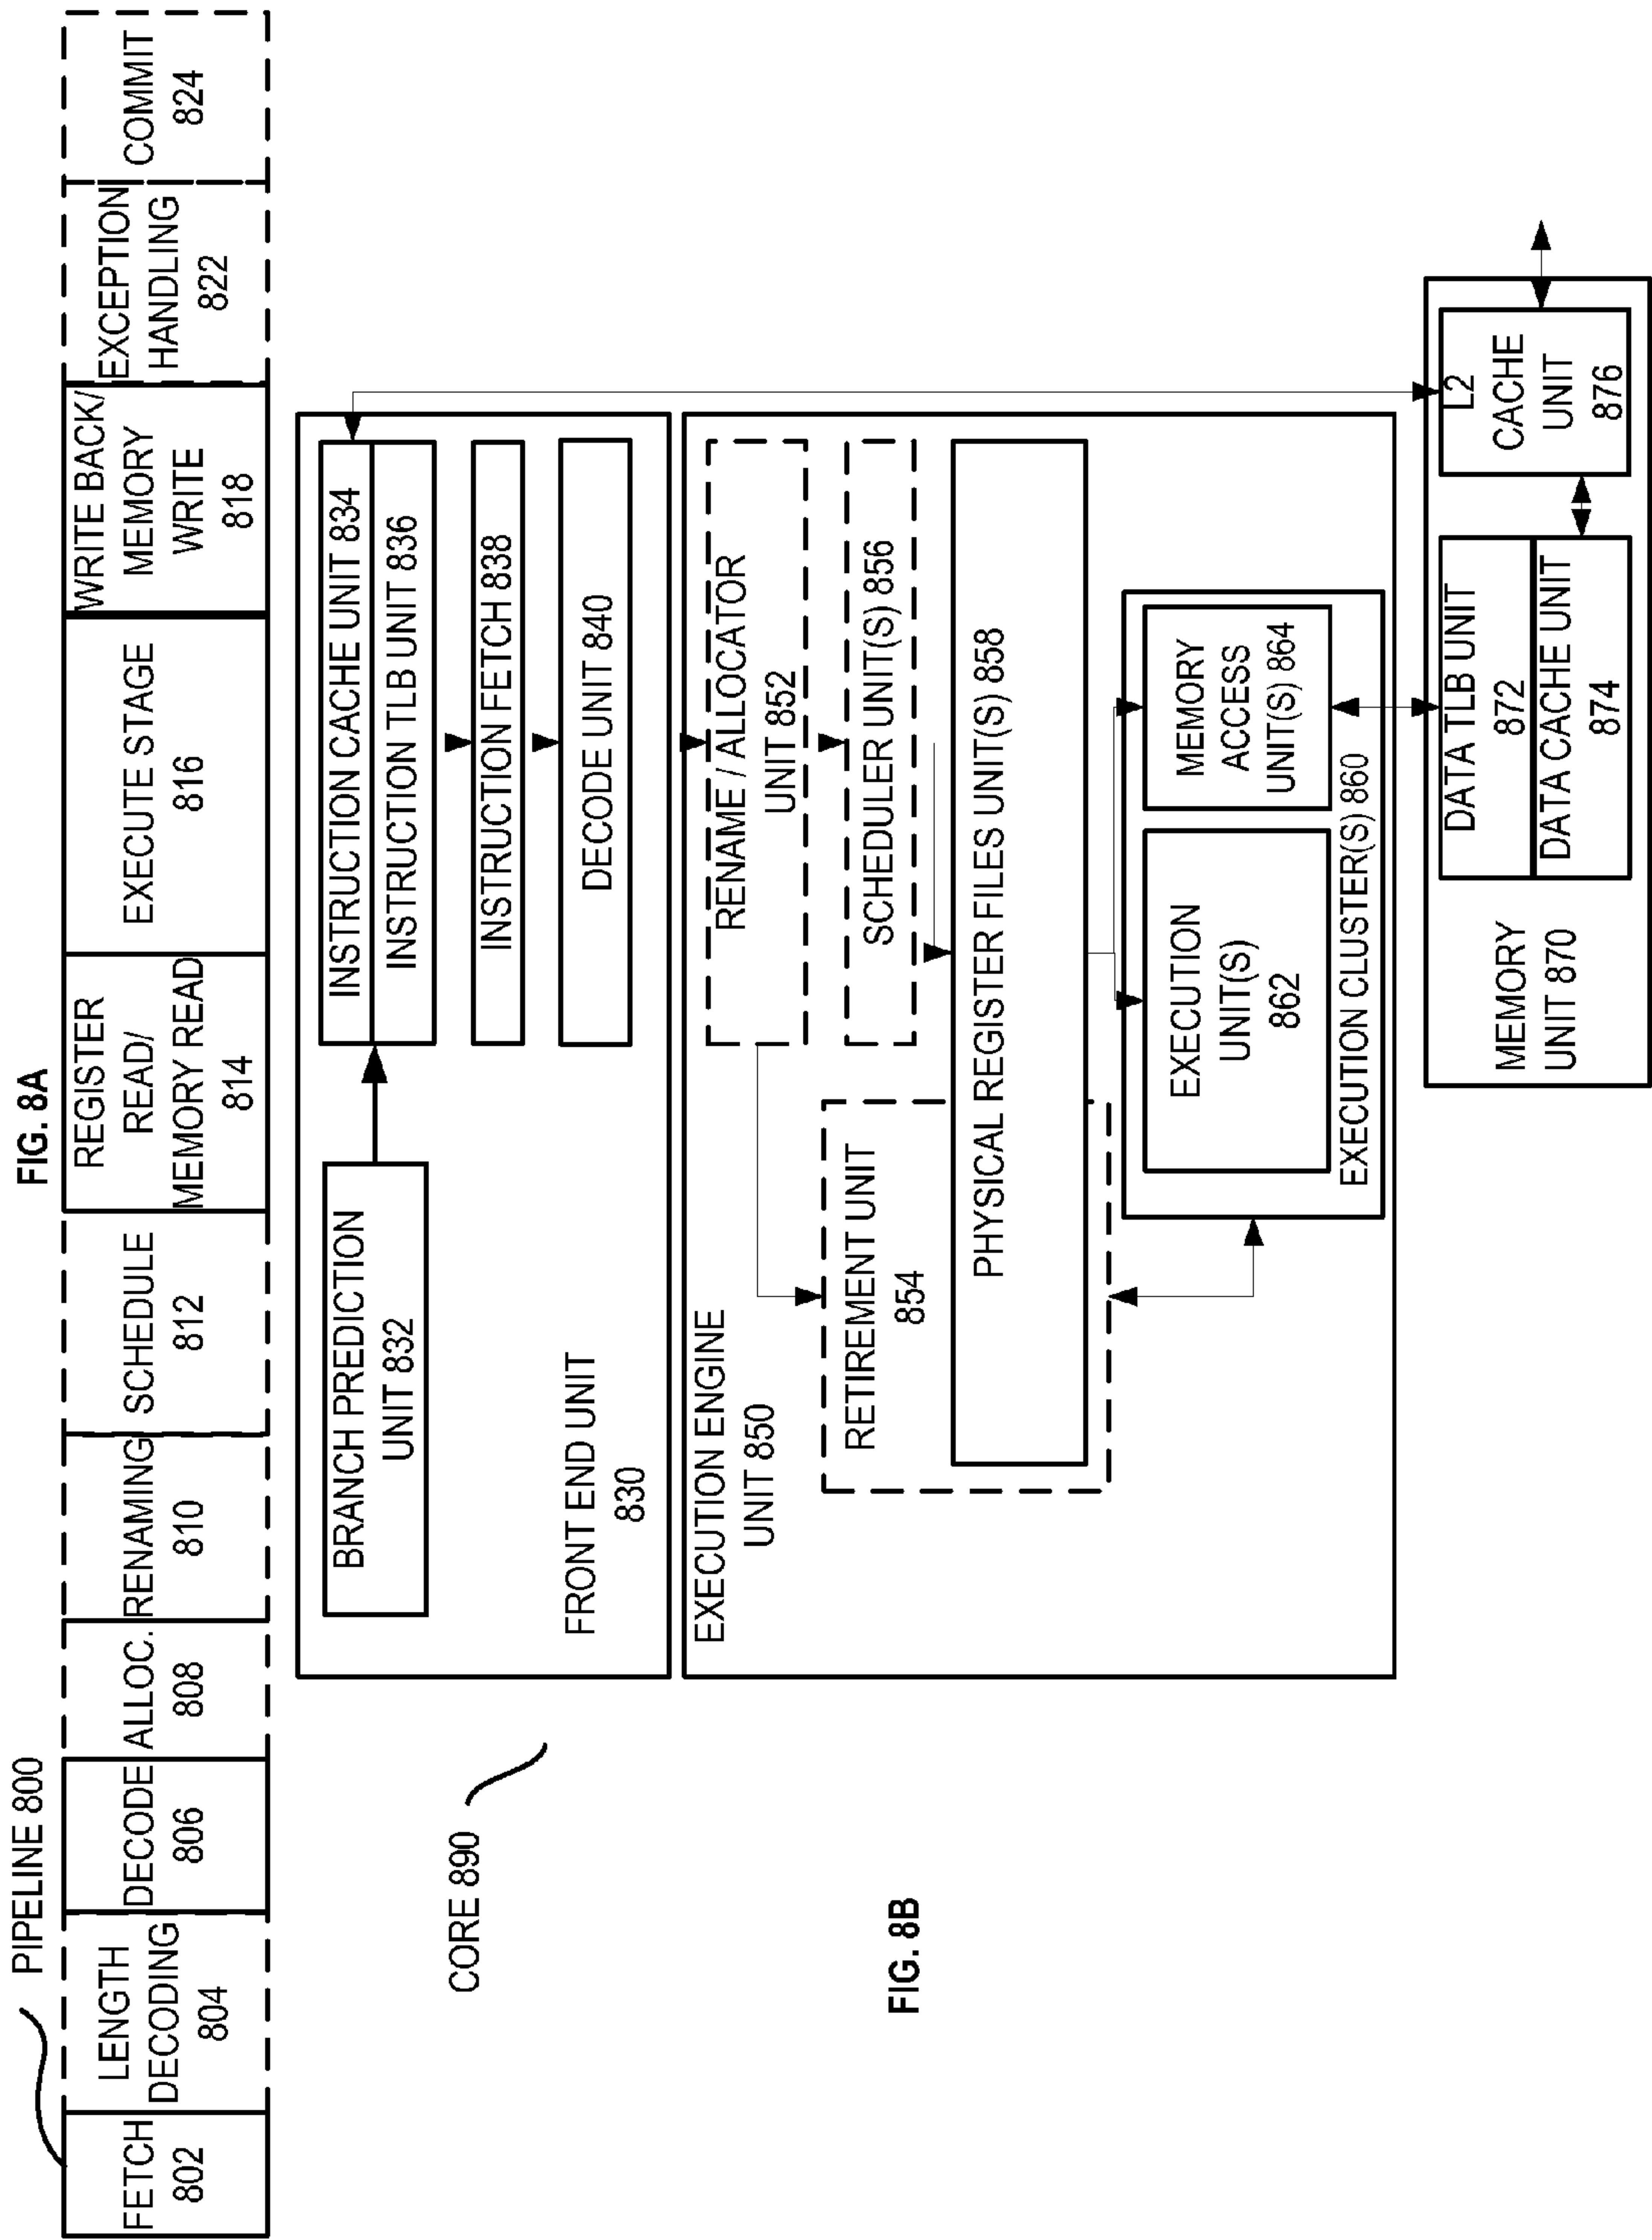 FIG. 8A
PIPELINE 800
FETCH
802
LENGTH
DECODING
804
DECODE
806
ALLOC.
808
RENAMING
810
SCHEDULE
812
REGISTER
READ/
MEMORY READ
814
EXECUTE STAGE
816
WRITE BACK/
MEMORY
WRITE
818
EXCEPTION
HANDLING
822
COMMIT
824
CORE 890
FRONT END UNIT
830
BRANCH PREDICTION
UNIT 832
INSTRUCTION CACHE UNIT 834
INSTRUCTION TLB UNIT 836
INSTRUCTION FETCH 838
DECODE UNIT 840
EXECUTION ENGINE
UNIT 850
RENAME / ALLOCATOR
UNIT 852
RETIREMENT UNIT
854
SCHEDULER UNIT(S) 856
PHYSICAL REGISTER FILES UNIT(S) 858
EXECUTION
UNIT(S)
862
MEMORY
ACCESS
UNIT(S) 864
EXECUTION CLUSTER(S) 860
MEMORY
UNIT 870
DATA TLB UNIT
872
DATA CACHE UNIT
874
L2
CACHE
UNIT
876
FIG. 8B